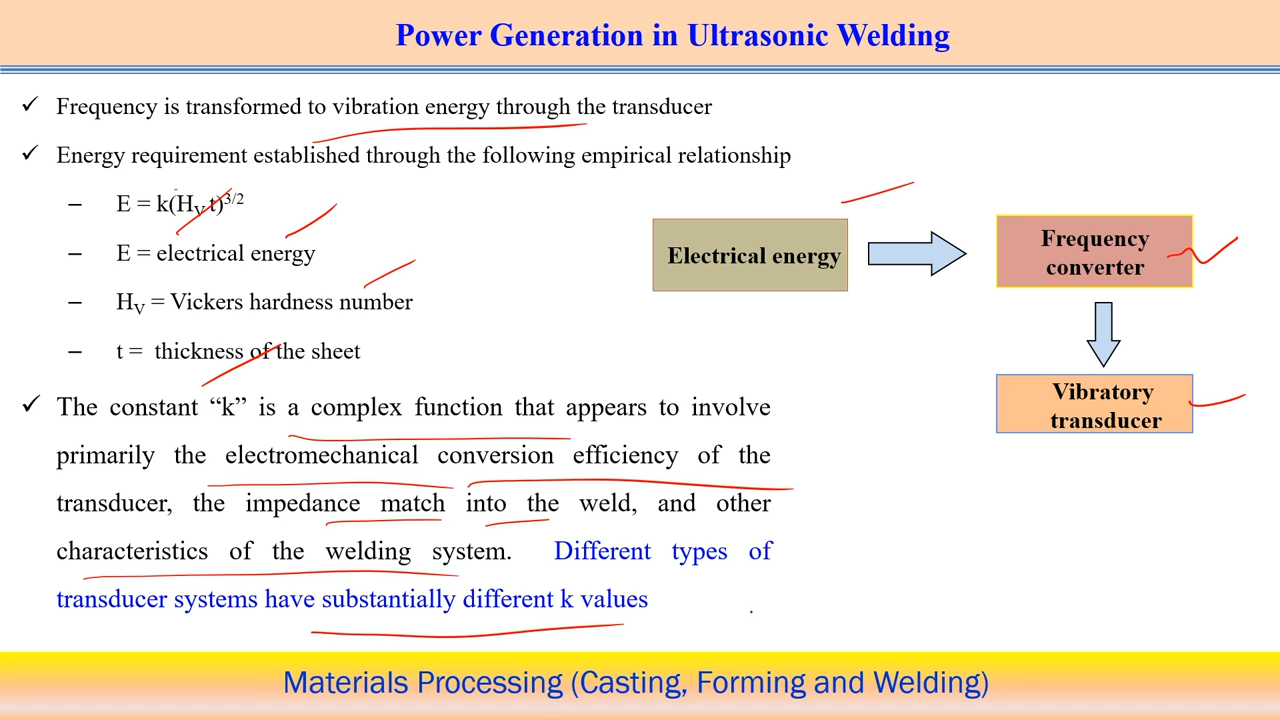 Power Generation in Ultrasonic Welding
✓ Frequency is transformed to vibration energy through the transducer
✓ Energy requirement established through the following empirical relationship
– E = k(H_V t)^3/2
– E = electrical energy
– H_V = Vickers hardness number
– t = thickness of the sheet
✓ The constant “k” is a complex function that appears to involve
primarily the electromechanical conversion efficiency of the
transducer, the impedance match into the weld, and other
characteristics of the welding system. Different types of
transducer systems have substantially different k values
Electrical energy
Frequency
converter
Vibratory
transducer
Materials Processing (Casting, Forming and Welding)